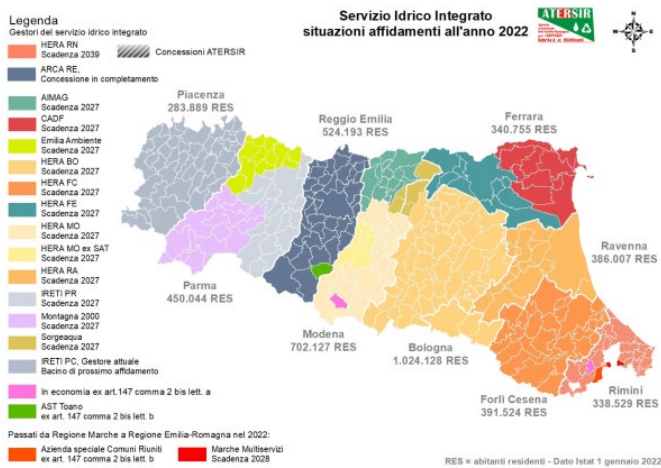 Servizio Idrico Integrato
situazioni affidamenti all'anno 2022
ATERSIR
Legenda
Gestori del servizio idrico integrato
HERA RN
Scadenza 2039
Concessioni ATERSIR
ARCA RE,
Concessione in completamento
AIMAG
Scadenza 2027
CADF
Scadenza 2027
Emilia Ambiente
Scadenza 2027
HERA BO
Scadenza 2027
HERA FC
Scadenza 2027
HERA FE
Scadenza 2027
HERA MO
Scadenza 2027
HERA MO ex SAT
Scadenza 2027
HERA RA
Scadenza 2027
IRETI PR
Scadenza 2027
Montagna 2000
Scadenza 2027
Sorgeaqua
Scadenza 2027
IRETI PC, Gestore attuale
Bacino di prossimo affidamento
In economia ex art.147 comma 2 bis lett. a
AST Toano
ex art. 147 comma 2 bis lett. b
Passati da Regione Marche a Regione Emilia-Romagna nel 2022:
Azienda speciale Comuni Riuniti
ex art. 147 comma 2 bis lett. b
Marche Multiservizi
Scadenza 2028
Piacenza
283.889 RES
Reggio Emilia
524.193 RES
Ferrara
340.755 RES
Ravenna
386.007 RES
Parma
450.044 RES
Modena
702.127 RES
Bologna
1.024.128 RES
Forlì Cesena
391.524 RES
Rimini
338.529 RES
RES = abitanti residenti - Dato Istat 1 gennaio 2022